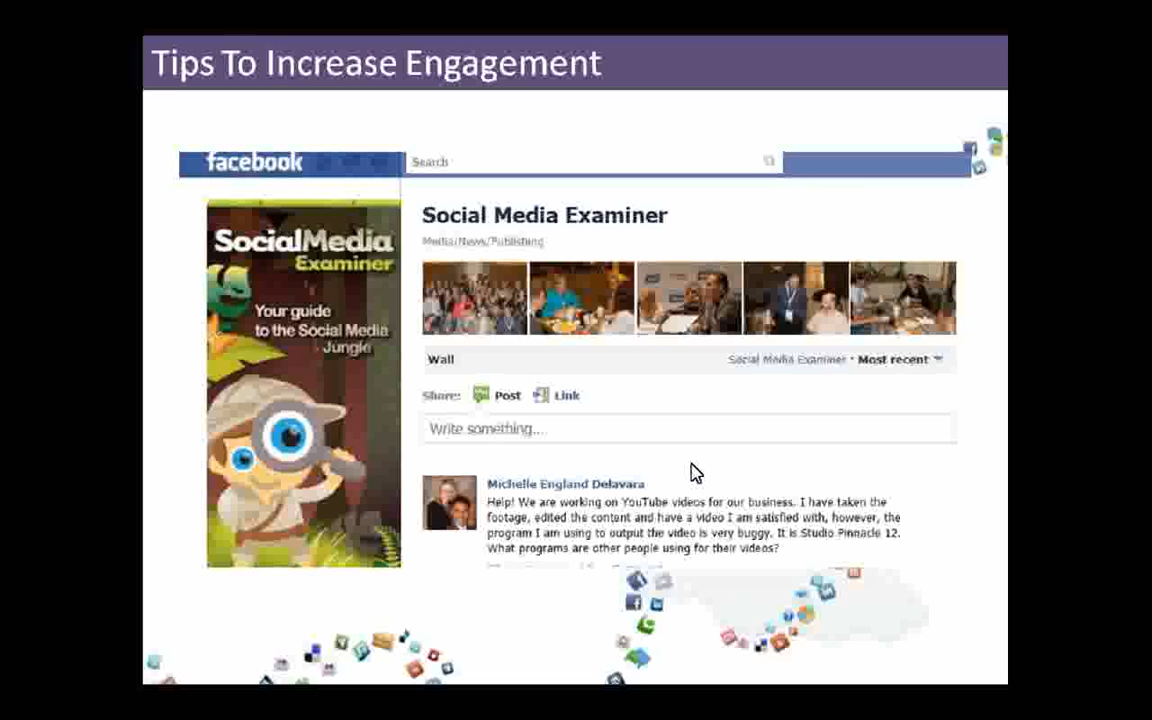 Tips To Increase Engagement
facebook
Search
SocialMedia
Examiner
Your guide
to the Social Media
Jungle
Social Media Examiner
Media/News/Publishing
Wall
Social Media Examiner · Most recent
Share: Post Link
Write something...
Michelle England Delavara
Help! We are working on YouTube videos for our business. I have taken the
footage, edited the content and have a video I am satisfied with, however, the
program I am using to output the video is very buggy. It is Studio Pinnacle 12.
What programs are other people using for their videos?